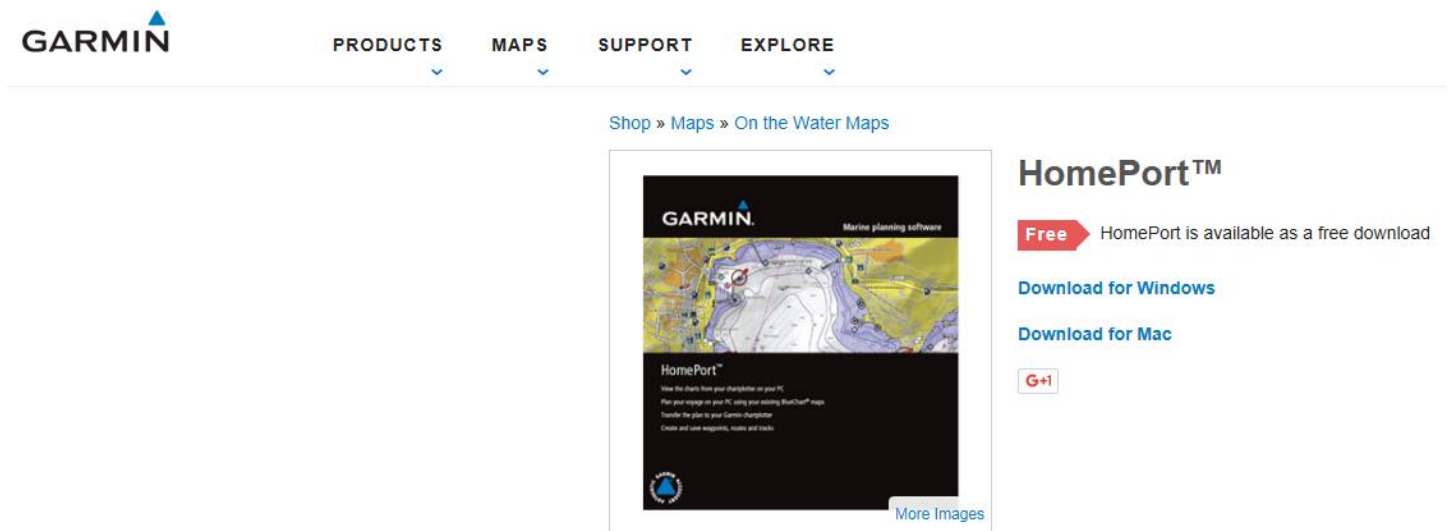 GARMIN
PRODUCTS
MAPS
SUPPORT
EXPLORE
Shop » Maps » On the Water Maps
GARMIN.
Marine planning software
HomePort™
View the charts from your chartplotter on your PC
Plan your voyage on your PC using your existing BlueChart® maps
Transfer the plan to your Garmin chartplotter
Create and save waypoints, routes and tracks
More Images
HomePort™
Free
HomePort is available as a free download
Download for Windows
Download for Mac
G+1